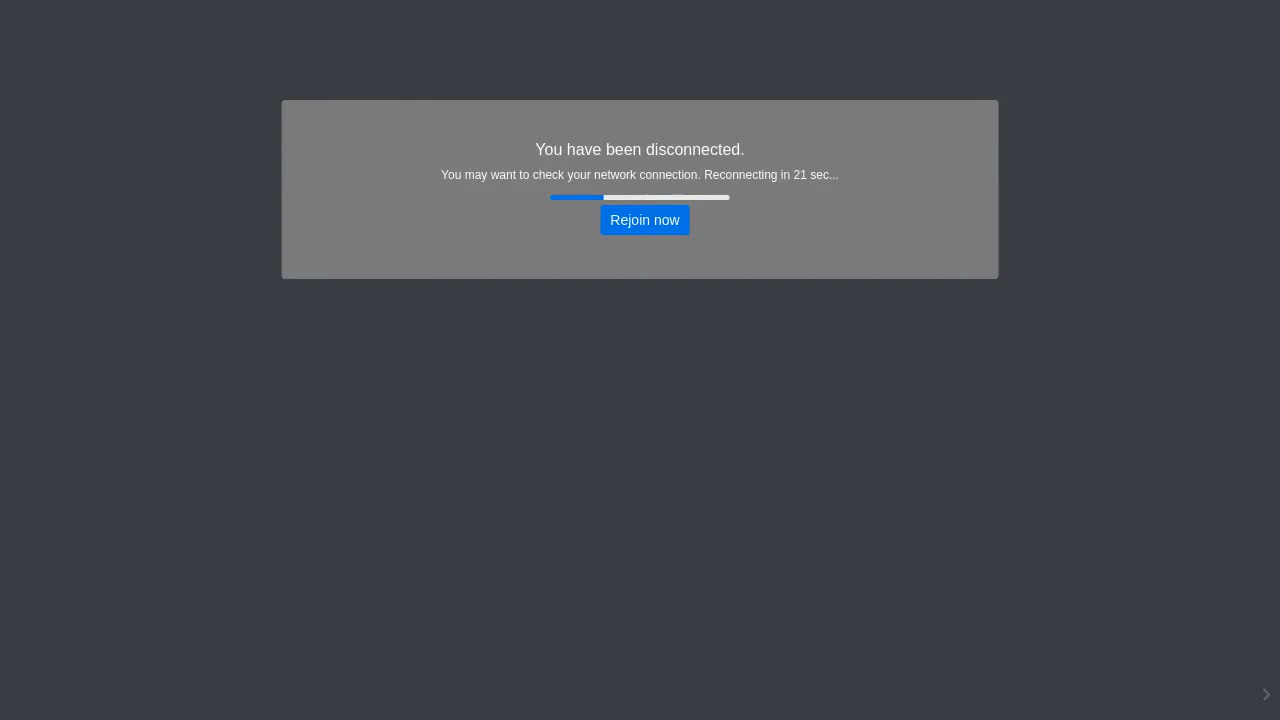 You have been disconnected.
You may want to check your network connection. Reconnecting in 21 sec...
Rejoin now